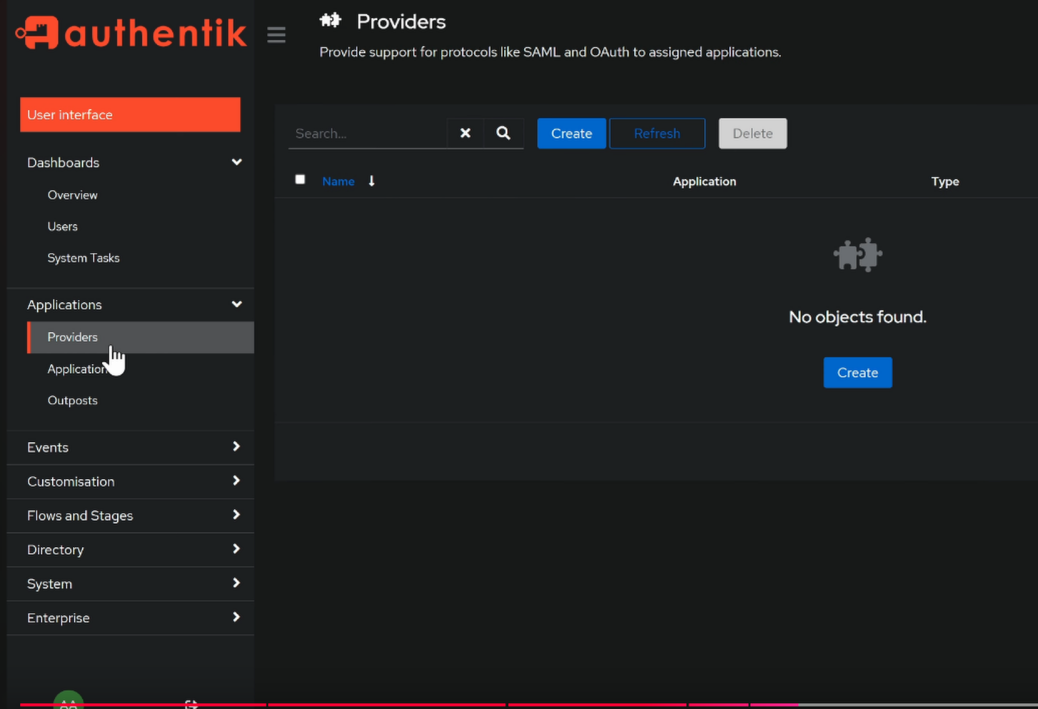 authentik
Providers
Provide support for protocols like SAML and OAuth to assigned applications.
User interface
Dashboards
Overview
Users
System Tasks
Applications
Providers
Application
Outposts
Events
Customisation
Flows and Stages
Directory
System
Enterprise
Search...
Create
Refresh
Delete
Name
Application
Type
No objects found.
Create